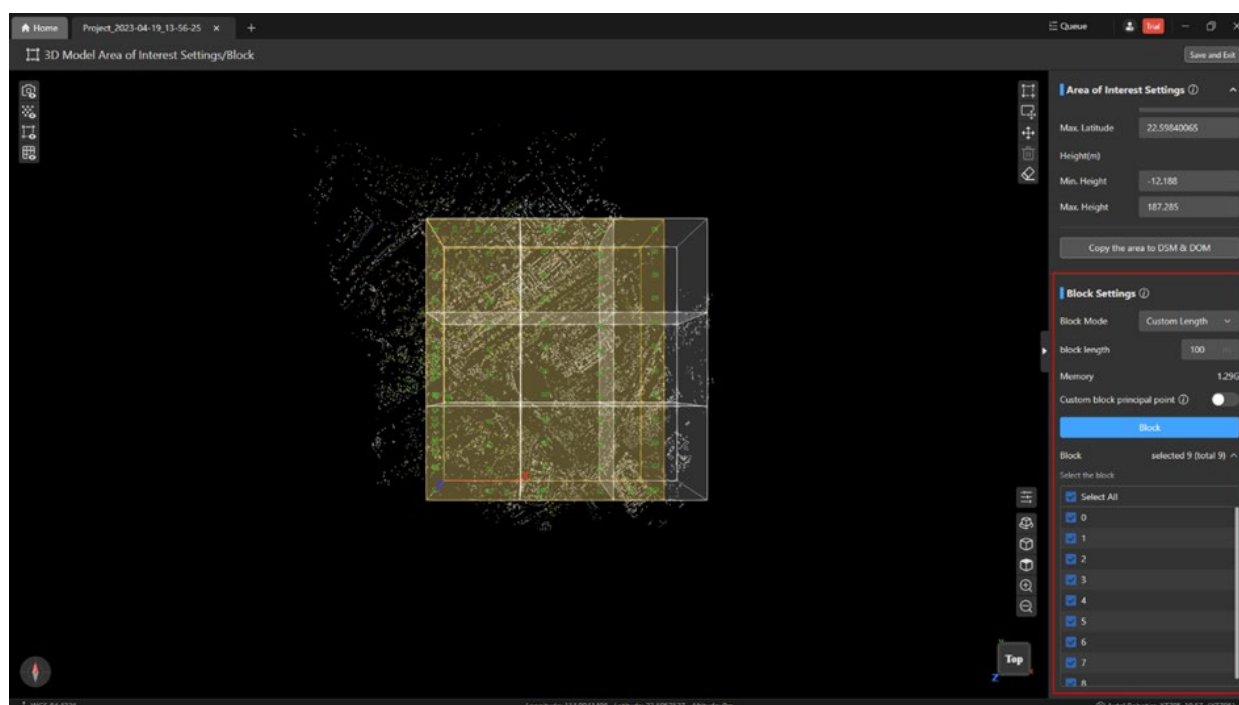 Home Project_2023-04-19_13-56-25 × + Queue Trial
3D Model Area of Interest Settings/Block Save and Exit
Area of Interest Settings
Max. Latitude 22.59840065
Height(m)
Min. Height -12.188
Max. Height 187.285
Copy the area to DSM & DOM
Block Settings
Block Mode Custom Length
block length 100
Memory 1.29G
Custom block principal point
Block
Block selected 9 (total 9)
Select the block
Select All
0
1
2
3
4
5
6
7
8
Top
Z